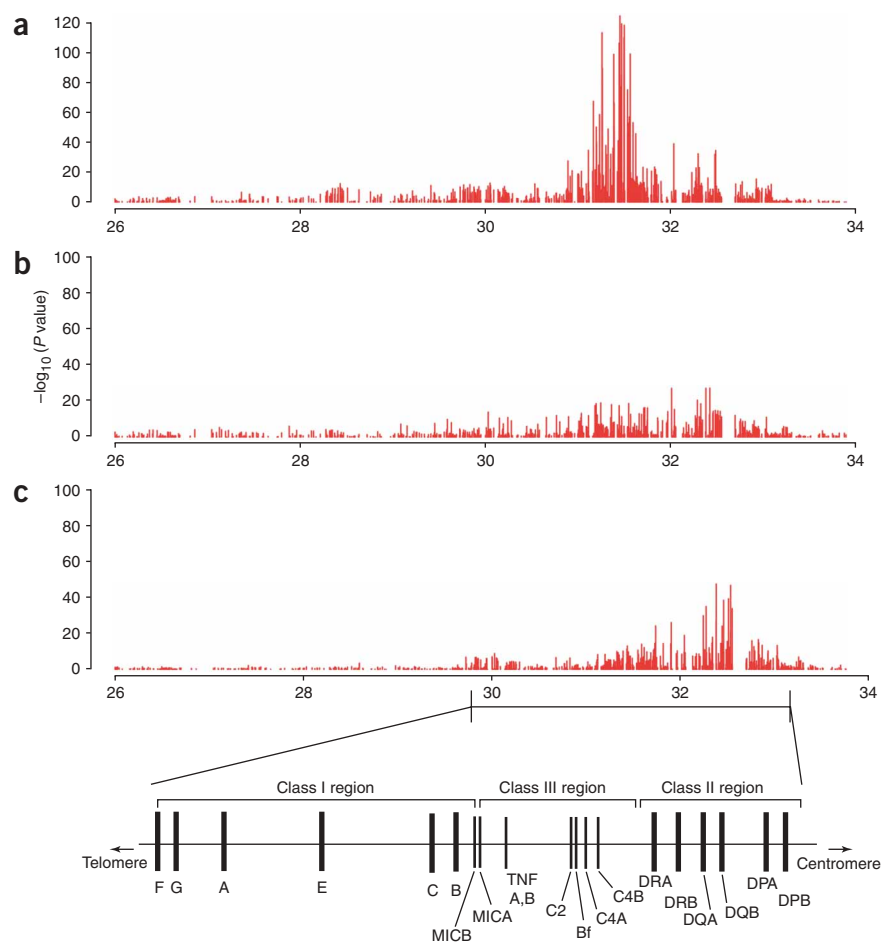 a
120
100
80
60
40
20
0
26 28 30 32 34
b
100
80
60
40
20
0
26 28 30 32 34
–log10 (P value)
c
100
80
60
40
20
0
26 28 30 32 34
Class I region Class III region Class II region
Telomere Centromere
F G A E C B MICB MICA TNF A,B C2 Bf C4A C4B DRA DRB DQA DQB DPA DPB